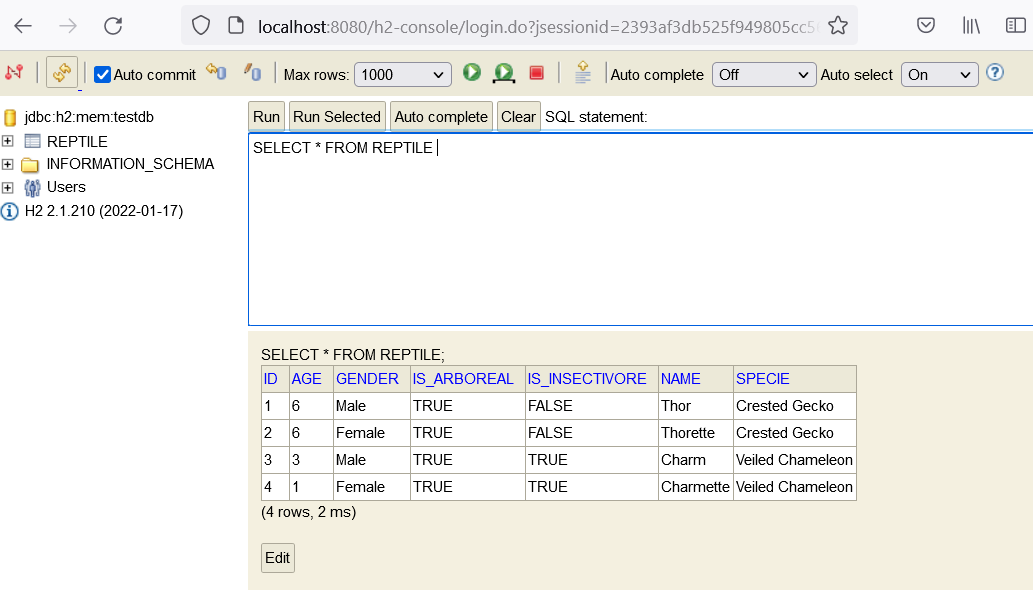 localhost:8080/h2-console/login.do?jsessionid=2393af3db525f949805cc5
Auto commit Max rows: 1000 Auto complete Off Auto select On ?
jdbc:h2:mem:testdb
REPTILE
INFORMATION_SCHEMA
Users
H2 2.1.210 (2022-01-17)
Run Run Selected Auto complete Clear SQL statement:
SELECT * FROM REPTILE
SELECT * FROM REPTILE;
ID AGE GENDER IS_ARBOREAL IS_INSECTIVORE NAME SPECIE
1 6 Male TRUE FALSE Thor Crested Gecko
2 6 Female TRUE FALSE Thorette Crested Gecko
3 3 Male TRUE TRUE Charm Veiled Chameleon
4 1 Female TRUE TRUE Charmette Veiled Chameleon
(4 rows, 2 ms)
Edit